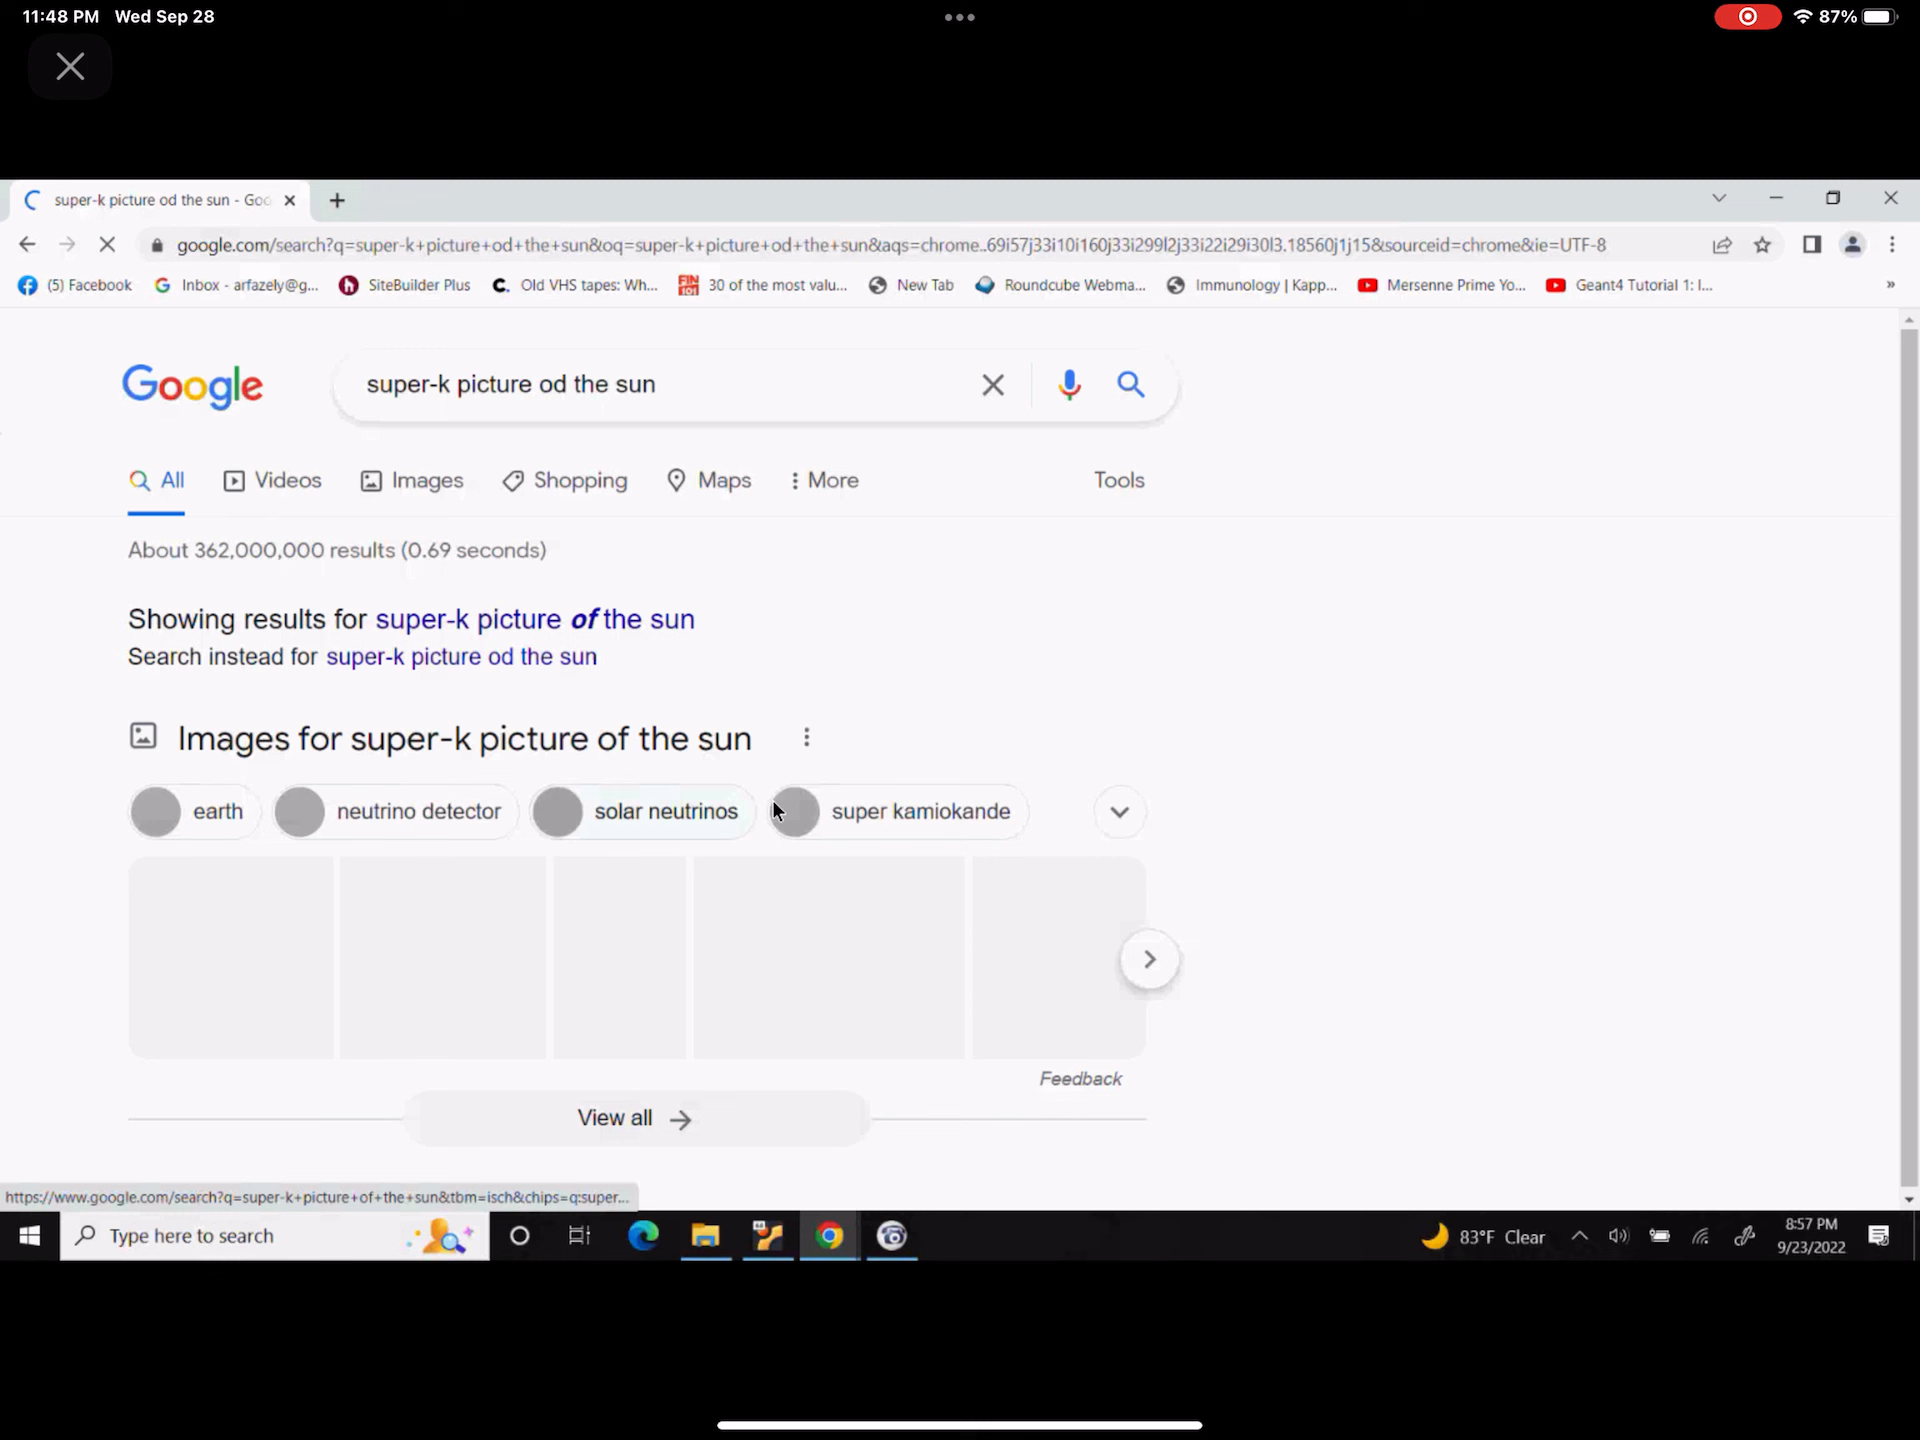 11:48 PM Wed Sep 28
87%
super-k picture od the sun - Goo
google.com/search?q=super-k+picture+od+the+sun&oq=super-k+picture+od+the+sun&aqs=chrome..69i57j33i10i160j33i299l2j33i22i29i30l3.18560j1j15&sourceid=chrome&ie=UTF-8
(5) Facebook Inbox - arfazely@g... SiteBuilder Plus Old VHS tapes: Wh... 30 of the most valu... New Tab Roundcube Webma... Immunology | Kapp... Mersenne Prime Yo... Geant4 Tutorial 1: I... »
Google super-k picture od the sun
All Videos Images Shopping Maps More Tools
About 362,000,000 results (0.69 seconds)
Showing results for super-k picture of the sun
Search instead for super-k picture od the sun
Images for super-k picture of the sun
earth neutrino detector solar neutrinos super kamiokande
Feedback
View all
https://www.google.com/search?q=super-k+picture+of+the+sun&tbm=isch&chips=q:super...
Type here to search 83°F Clear 8:57 PM
9/23/2022